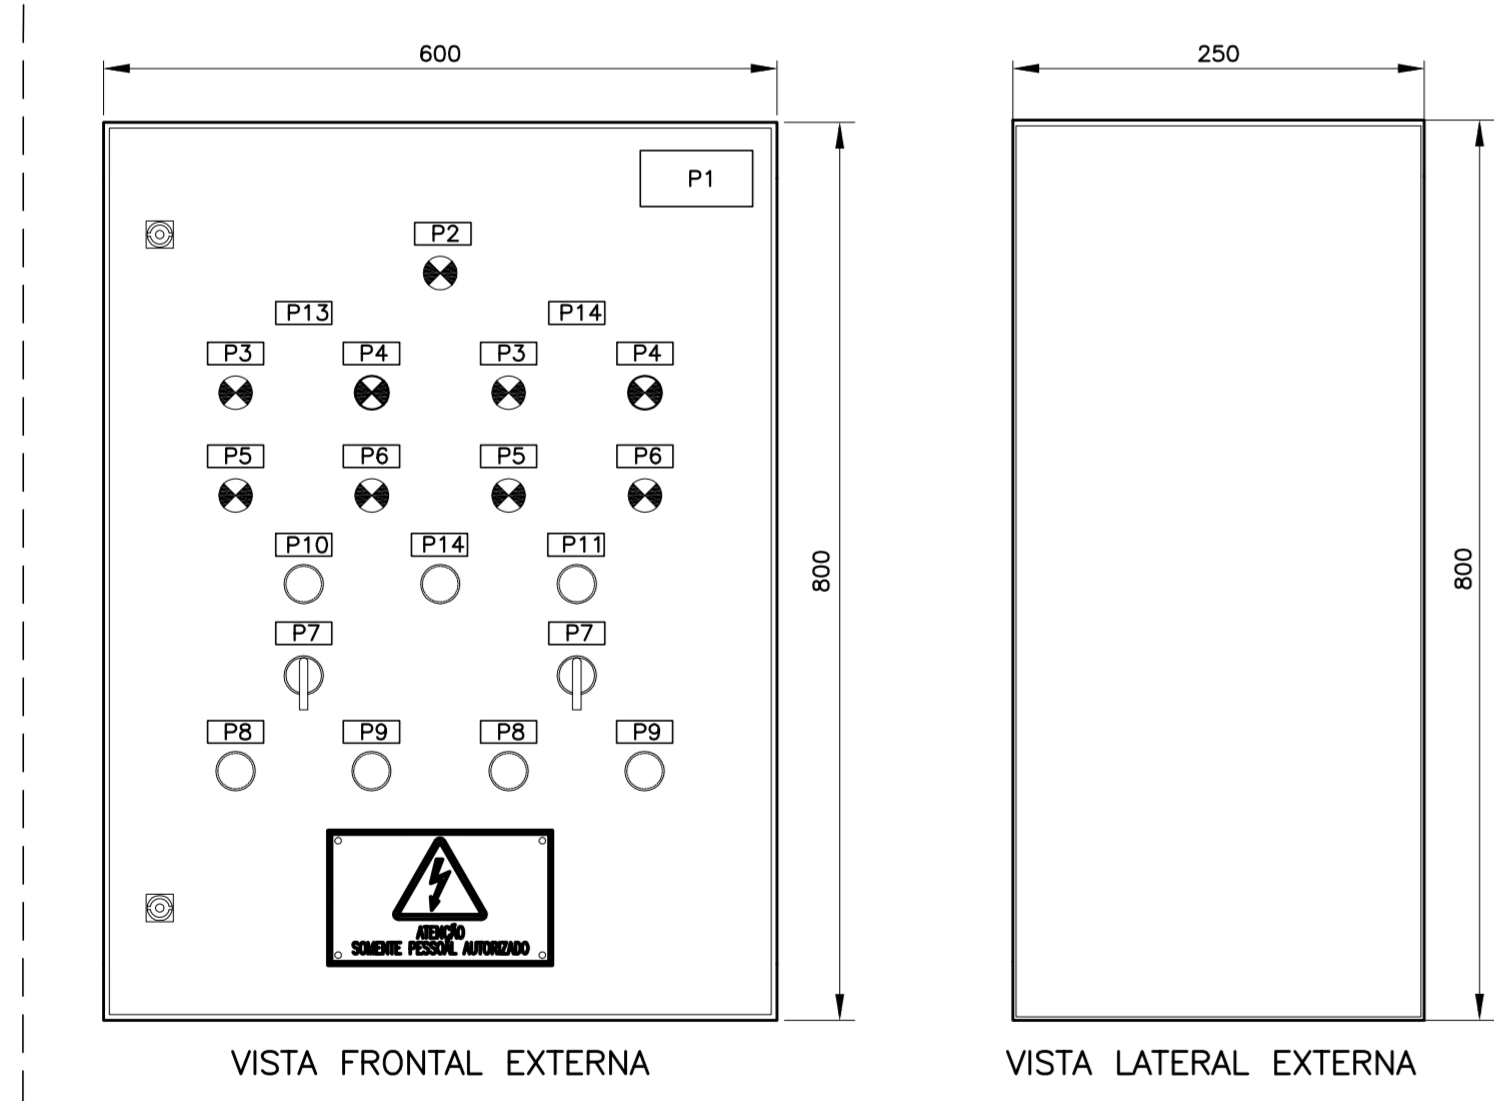 600
250
P1
P2
P13
P14
P3
P4
P3
P4
P5
P6
P5
P6
P10
P14
P11
800
800
P7
P7
P8
P9
P8
P9
ATENÇÃO
SOMENTE PESSOAL AUTORIZADO
VISTA FRONTAL EXTERNA
VISTA LATERAL EXTERNA